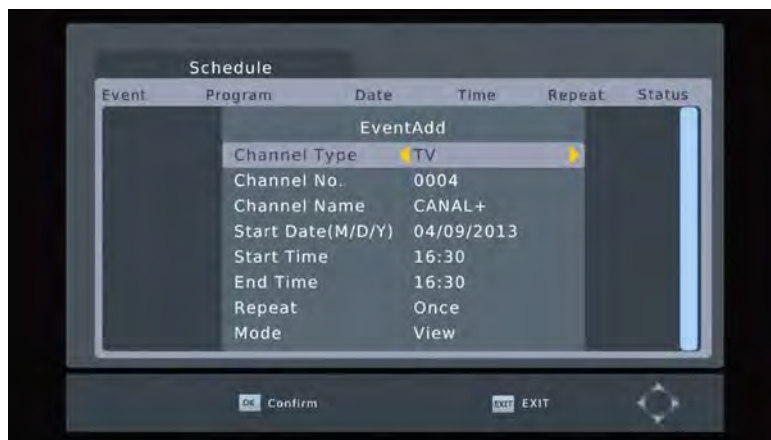 Schedule
Event Program Date Time Repeat Status
EventAdd
Channel Type TV
Channel No. 0004
Channel Name CANAL+
Start Date(M/D/Y) 04/09/2013
Start Time 16:30
End Time 16:30
Repeat Once
Mode View
OK Confirm EXIT EXIT